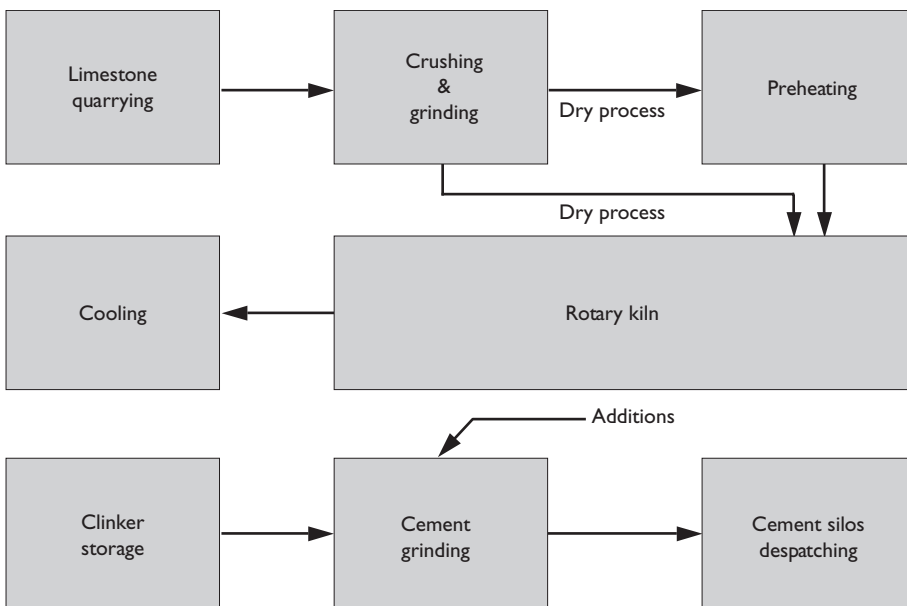 Limestone
quarrying
Crushing
&
grinding
Dry process
Preheating
Dry process
Cooling
Rotary kiln
Additions
Clinker
storage
Cement
grinding
Cement silos
despatching